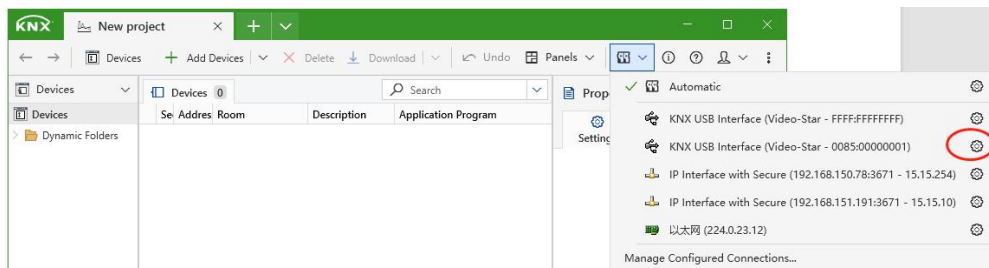 KNX New project
Devices Add Devices Delete Download Undo Panels
Devices
Devices
Dynamic Folders
Devices 0 Search
Se Addres Room Description Application Program
Prop
Setting
Automatic
KNX USB Interface (Video-Star - FFFF:FFFFFFFF)
KNX USB Interface (Video-Star - 0085:00000001)
IP Interface with Secure (192.168.150.78:3671 - 15.15.254)
IP Interface with Secure (192.168.151.191:3671 - 15.15.10)
以太网 (224.0.23.12)
Manage Configured Connections...